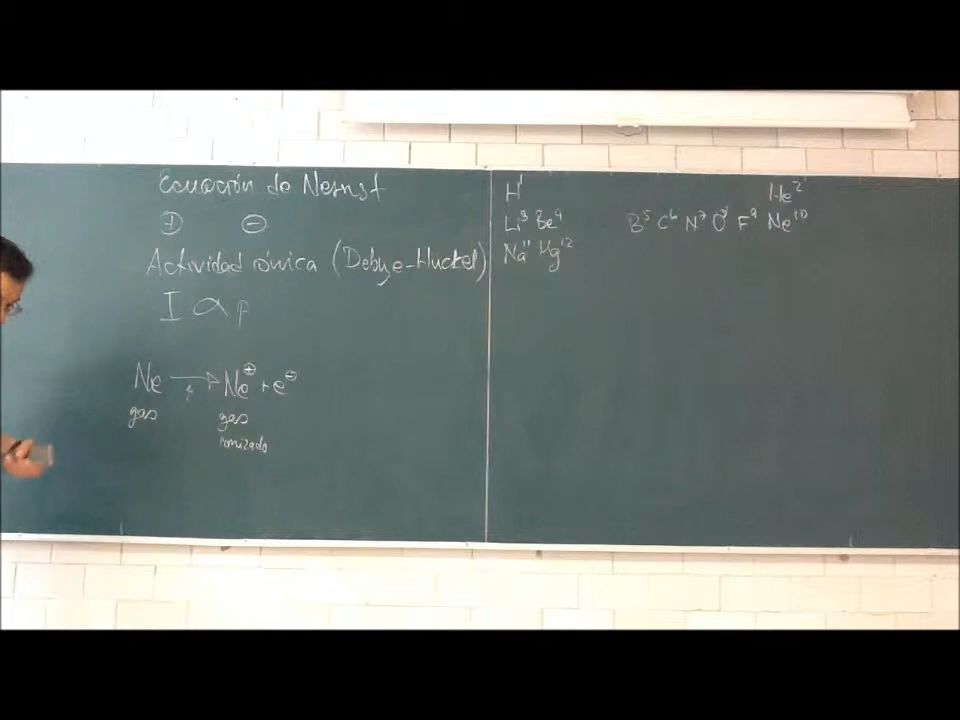 Ecuación de Nernst
⊕ ⊖
Actividad iónica (Debye-Huckel)
I α p
Ne → Ne⊕ + e⊖
gas gas
ionizado
H¹ He²
Li³ Be⁴ B⁵ C⁶ N⁷ O⁸ F⁹ Ne¹⁰
Na¹¹ Mg¹²